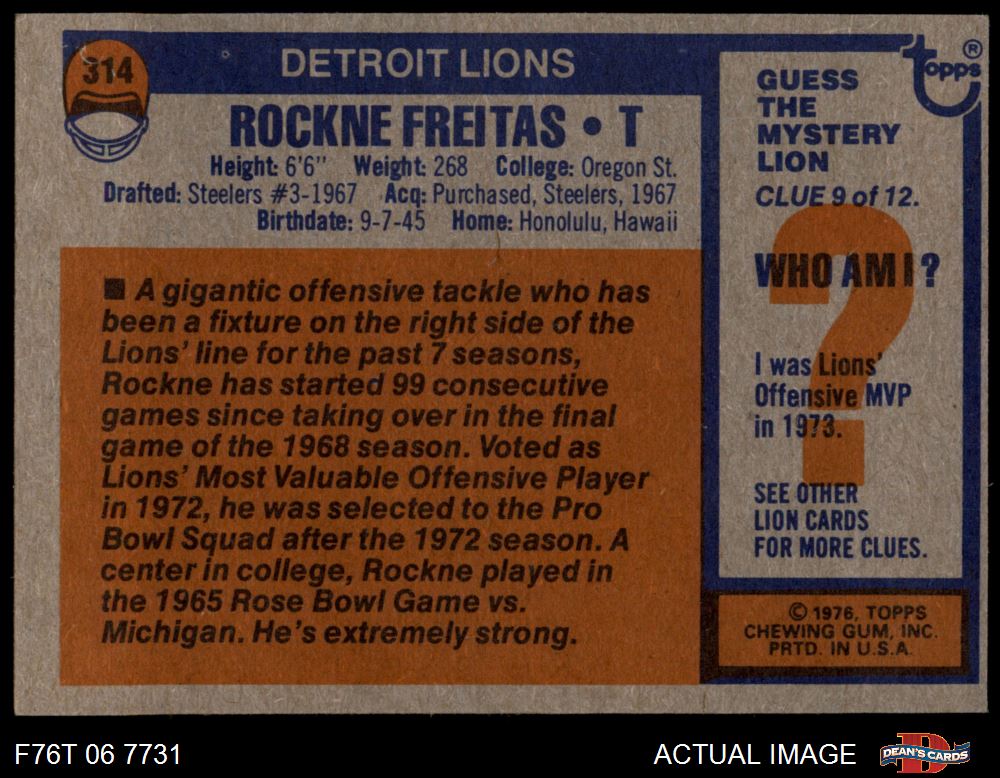 314
DETROIT LIONS
ROCKNE FREITAS • T
Height: 6'6" Weight: 268 College: Oregon St.
Drafted: Steelers #3-1967 Acq: Purchased, Steelers, 1967
Birthdate: 9-7-45 Home: Honolulu, Hawaii
■ A gigantic offensive tackle who has
been a fixture on the right side of the
Lions' line for the past 7 seasons,
Rockne has started 99 consecutive
games since taking over in the final
game of the 1968 season. Voted as
Lions' Most Valuable Offensive Player
in 1972, he was selected to the Pro
Bowl Squad after the 1972 season. A
center in college, Rockne played in
the 1965 Rose Bowl Game vs.
Michigan. He's extremely strong.
topps®
GUESS
THE
MYSTERY
LION
CLUE 9 of 12.
?
WHO AM I?
I was Lions'
Offensive MVP
in 1973.
SEE OTHER
LION CARDS
FOR MORE CLUES.
© 1976, TOPPS
CHEWING GUM, INC.
PRTD. IN U.S.A.
F76T 06 7731
ACTUAL IMAGE
D
DEAN'S CARDS